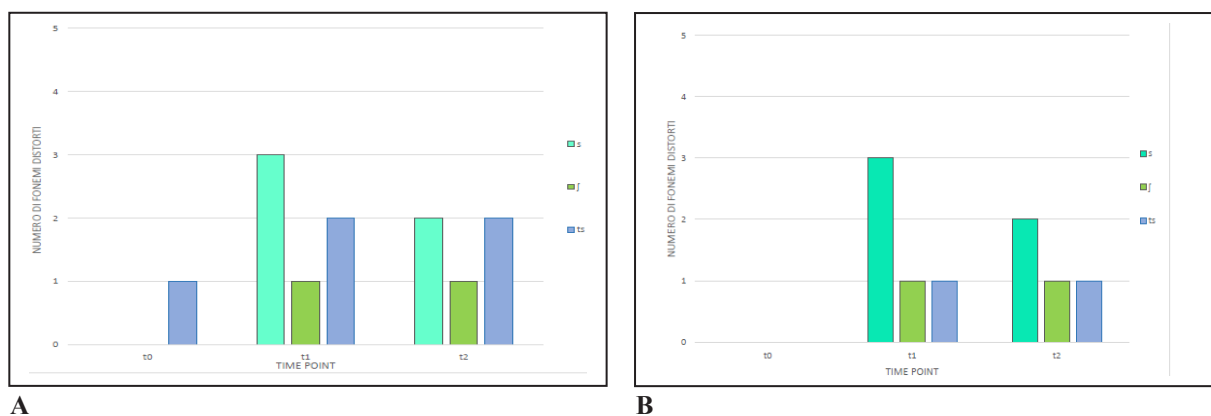 NUMERO DI FONEMI DISTORTI
5
4
3
2
1
0
t0
t1
t2
TIME POINT
s
ʃ
ts
A
NUMERO DI FONEMI DISTORTI
5
4
3
2
1
0
t0
t1
t2
TIME POINT
s
ʃ
ts
B